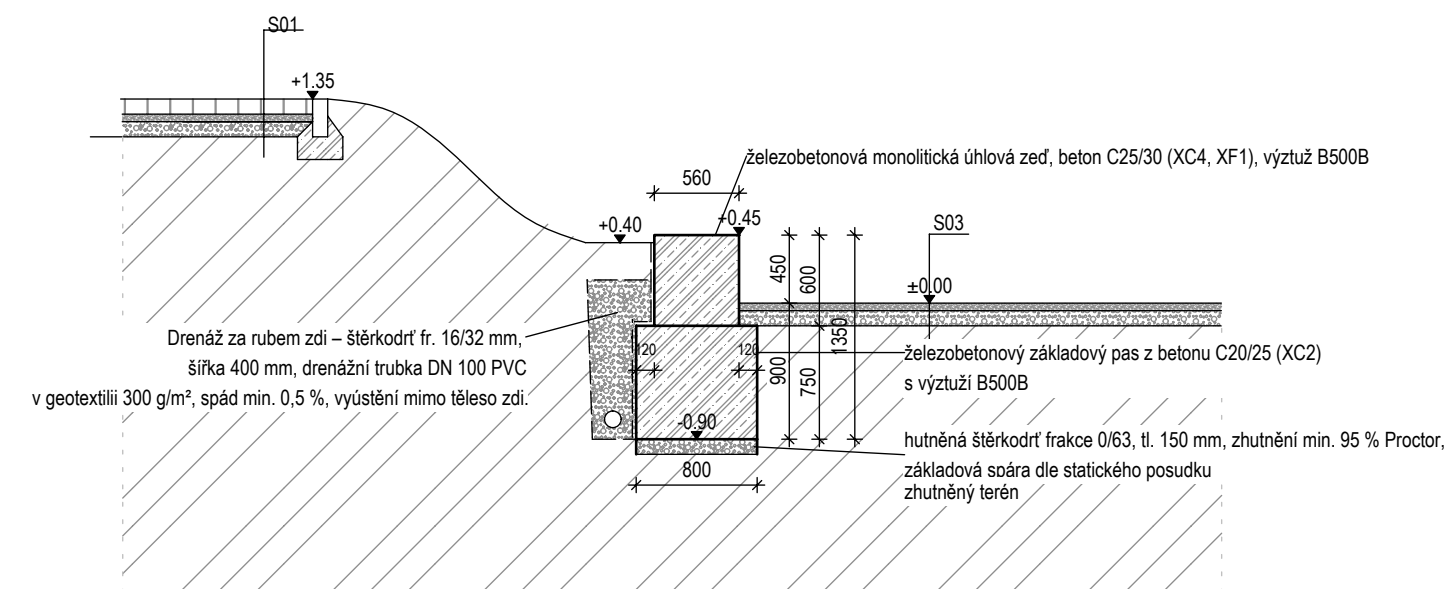 S01
+1.35
železobetonová monolitická úhlová zeď, beton C25/30 (XC4, XF1), výztuž B500B
560
+0.40
+0.45
S03
±0.00
450
600
1350
Drenáž za rubem zdi – štěrkodrť fr. 16/32 mm,
šířka 400 mm, drenážní trubka DN 100 PVC
v geotextilii 300 g/m², spád min. 0,5 %, vyústění mimo těleso zdi.
120
120
900
750
železobetonový základový pas z betonu C20/25 (XC2)
s výztuží B500B
-0.90
800
hutněná štěrkodrť frakce 0/63, tl. 150 mm, zhutnění min. 95 % Proctor,
základová spára dle statického posudku
zhutněný terén